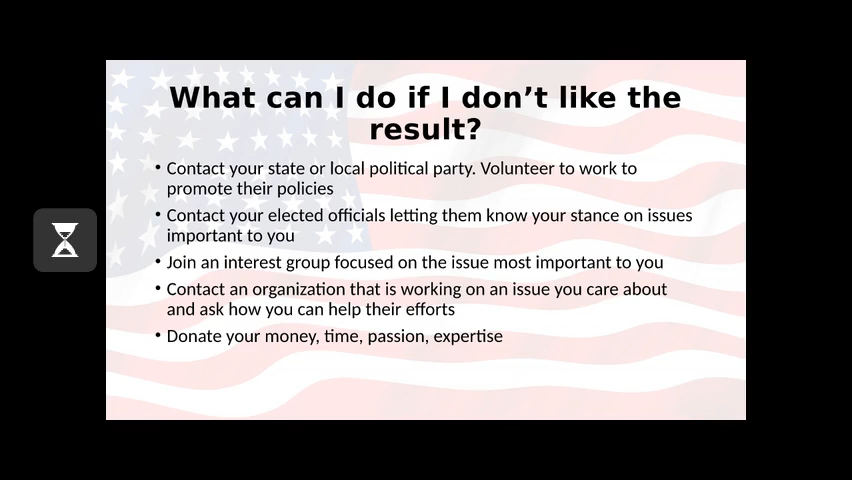 What can I do if I don’t like the
result?
• Contact your state or local political party. Volunteer to work to
promote their policies
• Contact your elected officials letting them know your stance on issues
important to you
• Join an interest group focused on the issue most important to you
• Contact an organization that is working on an issue you care about
and ask how you can help their efforts
• Donate your money, time, passion, expertise